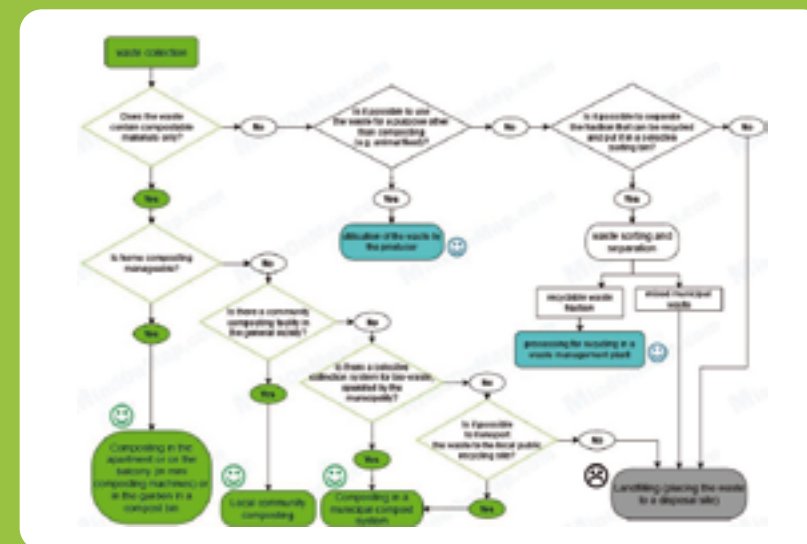 waste collection
Does the waste
contain compostable
materials only?
No
Is it possible to use
the waste for a purpose other
than composting
(e.g. animal feed)?
No
Is it possible to separate
the fraction that can be recycled
and put it in a selective
sorting bin?
No
Yes
Yes
Yes
utilization of the waste by
the producer
waste sorting and
separation
Is home composting
manageable?
No
recyclable waste
fraction
mixed municipal
waste
Is there a community
composting facility in
the general vicinity?
No
Yes
processing for recycling in a
waste management plant
Is there a selective
collection system for bio-waste,
operated by the
municipality?
No
Yes
Is it possible
to transport
the waste to the local public
recycling site?
No
Yes
Yes
Composting in the
apartment or on the
balcony (in mini
composting machines) or
in the garden in a
compost bin
Local community
composting
Composting in a
municipal compost
system
Landfilling (placing the waste
to a disposal site)